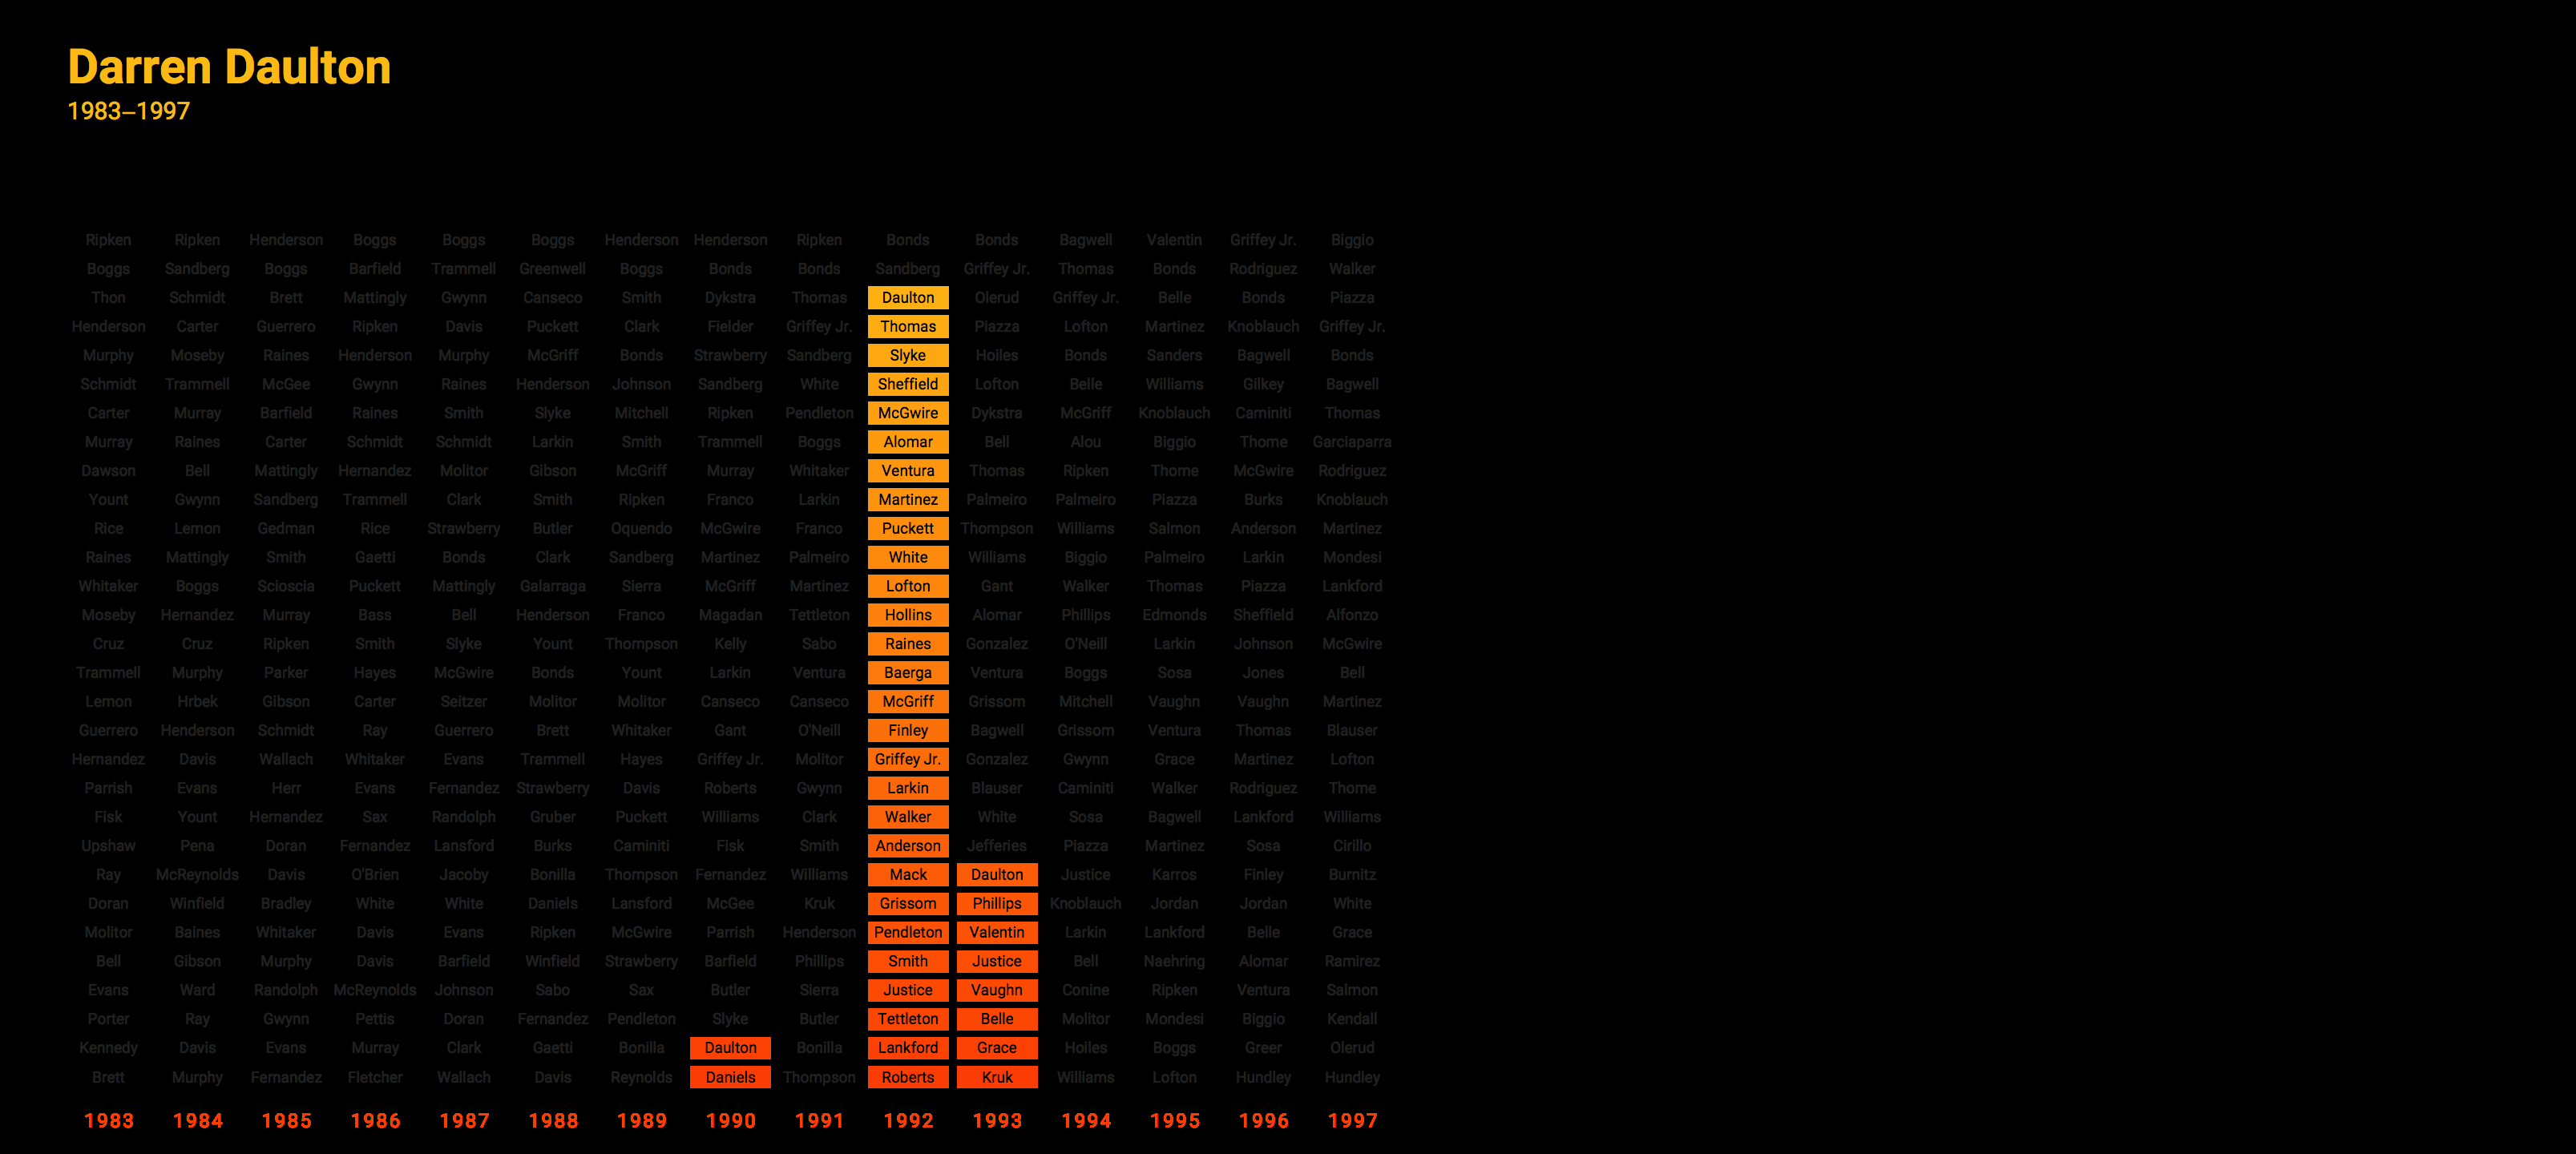 Darren Daulton
1983–1997
Ripken Ripken Henderson Boggs Boggs Boggs Henderson Henderson Ripken Bonds Bonds Bagwell Valentin Griffey Jr. Biggio
Boggs Sandberg Boggs Barfield Trammell Greenwell Boggs Bonds Bonds Sandberg Griffey Jr. Thomas Bonds Rodriguez Walker
Thon Schmidt Brett Mattingly Gwynn Canseco Smith Dykstra Thomas Daulton Olerud Griffey Jr. Belle Bonds Piazza
Henderson Carter Guerrero Ripken Davis Puckett Clark Fielder Griffey Jr. Thomas Piazza Lofton Martinez Knoblauch Griffey Jr.
Murphy Moseby Raines Henderson Murphy McGriff Bonds Strawberry Sandberg Slyke Hoiles Bonds Sanders Bagwell Bonds
Schmidt Trammell McGee Gwynn Raines Henderson Johnson Sandberg White Sheffield Lofton Belle Williams Gilkey Bagwell
Carter Murray Barfield Raines Smith Slyke Mitchell Ripken Pendleton McGwire Dykstra McGriff Knoblauch Caminiti Thomas
Murray Raines Carter Schmidt Schmidt Larkin Smith Trammell Boggs Alomar Bell Alou Biggio Thome Garciaparra
Dawson Bell Mattingly Hernandez Molitor Gibson McGriff Murray Whitaker Ventura Thomas Ripken Thome McGwire Rodriguez
Yount Gwynn Sandberg Trammell Clark Smith Ripken Franco Larkin Martinez Palmeiro Palmeiro Piazza Burks Knoblauch
Rice Lemon Gedman Rice Strawberry Butler Oquendo McGwire Franco Puckett Thompson Williams Salmon Anderson Martinez
Raines Mattingly Smith Gaetti Bonds Clark Sandberg Martinez Palmeiro White Williams Biggio Palmeiro Larkin Mondesi
Whitaker Boggs Scioscia Puckett Mattingly Galarraga Sierra McGriff Martinez Lofton Gant Walker Thomas Piazza Lankford
Moseby Hernandez Murray Bass Bell Henderson Franco Magadan Tettleton Hollins Alomar Phillips Edmonds Sheffield Alfonzo
Cruz Cruz Ripken Smith Slyke Yount Thompson Kelly Sabo Raines Gonzalez O'Neill Larkin Johnson McGwire
Trammell Murphy Parker Hayes McGwire Bonds Yount Larkin Ventura Baerga Ventura Boggs Sosa Jones Bell
Lemon Hrbek Gibson Carter Seitzer Molitor Molitor Canseco Canseco McGriff Grissom Mitchell Vaughn Vaughn Martinez
Guerrero Henderson Schmidt Ray Guerrero Brett Whitaker Gant O'Neill Finley Bagwell Grissom Ventura Thomas Blauser
Hernandez Davis Wallach Whitaker Evans Trammell Hayes Griffey Jr. Molitor Griffey Jr. Gonzalez Gwynn Grace Martinez Lofton
Parrish Evans Herr Evans Fernandez Strawberry Davis Roberts Gwynn Larkin Blauser Caminiti Walker Rodriguez Thome
Fisk Yount Hernandez Sax Randolph Gruber Puckett Williams Clark Walker White Sosa Bagwell Lankford Williams
Upshaw Pena Doran Fernandez Lansford Burks Caminiti Fisk Smith Anderson Jefferies Piazza Martinez Sosa Cirillo
Ray McReynolds Davis O'Brien Jacoby Bonilla Thompson Fernandez Williams Mack Daulton Justice Karros Finley Burnitz
Doran Winfield Bradley White White Daniels Lansford McGee Kruk Grissom Phillips Knoblauch Jordan Jordan White
Molitor Baines Whitaker Davis Evans Ripken McGwire Parrish Henderson Pendleton Valentin Larkin Lankford Belle Grace
Bell Gibson Murphy Davis Barfield Winfield Strawberry Barfield Phillips Smith Justice Bell Naehring Alomar Ramirez
Evans Ward Randolph McReynolds Johnson Sabo Sax Butler Sierra Justice Vaughn Conine Ripken Ventura Salmon
Porter Ray Gwynn Pettis Doran Fernandez Pendleton Slyke Butler Tettleton Belle Molitor Mondesi Biggio Kendall
Kennedy Davis Evans Murray Clark Gaetti Bonilla Daulton Bonilla Lankford Grace Hoiles Boggs Greer Olerud
Brett Murphy Fernandez Fletcher Wallach Davis Reynolds Daniels Thompson Roberts Kruk Williams Lofton Hundley Hundley
1983 1984 1985 1986 1987 1988 1989 1990 1991 1992 1993 1994 1995 1996 1997